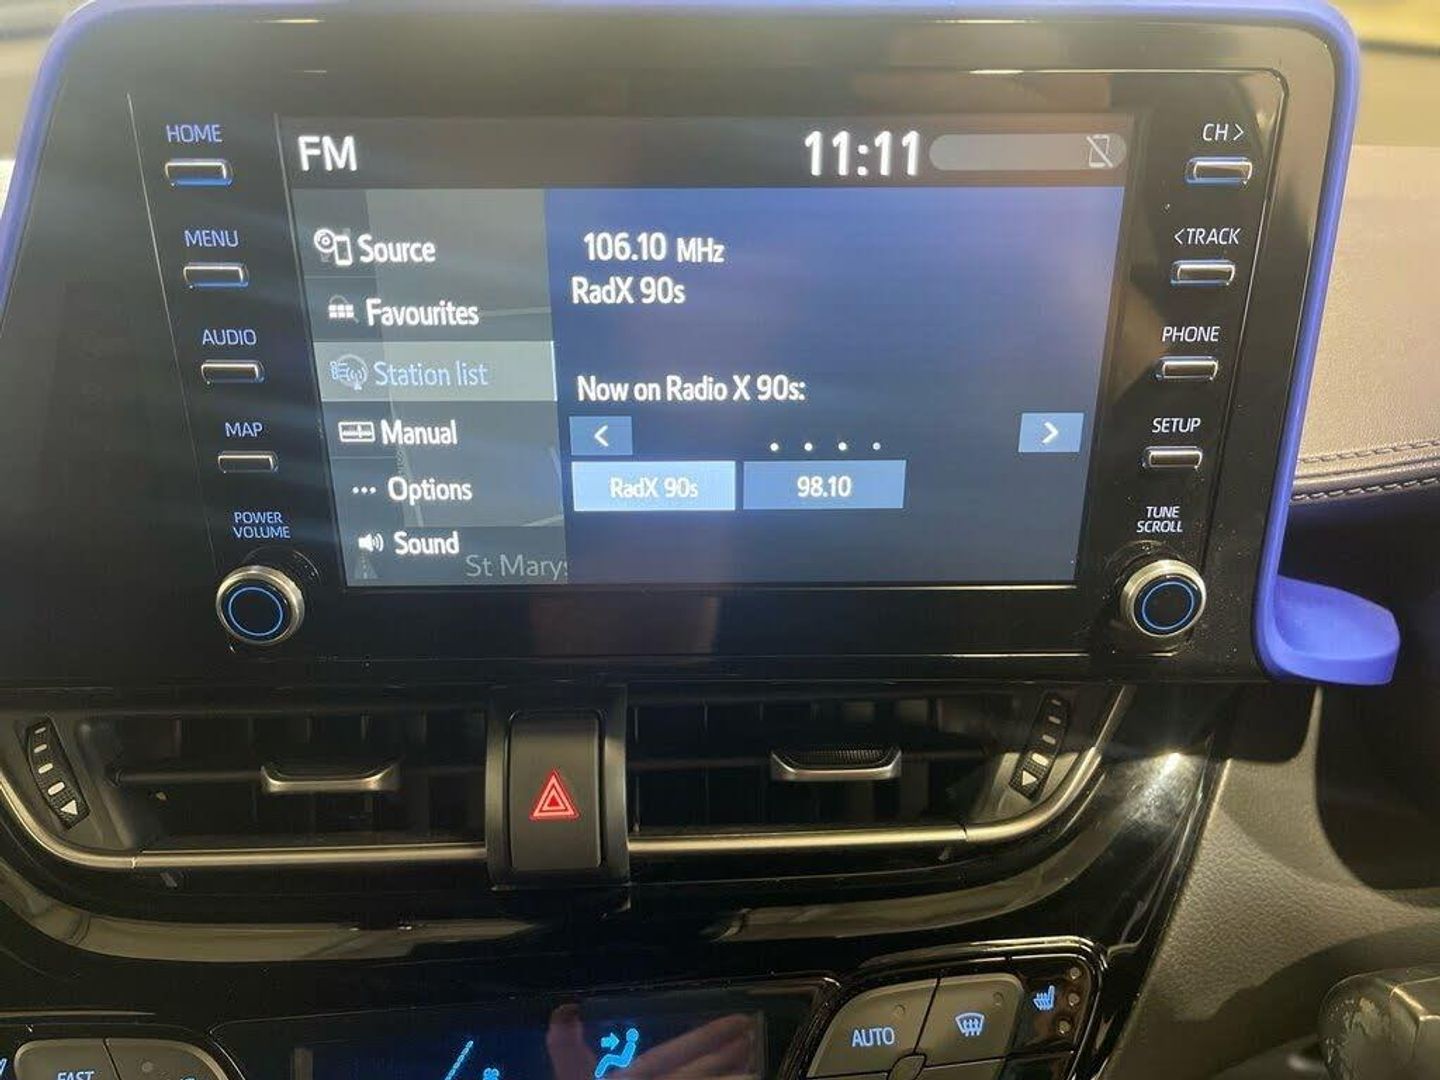 HOME
FM
11:11
CH >
MENU
Source
106.10 MHz
RadX 90s
<TRACK
Favourites
AUDIO
Station list
Now on Radio X 90s:
PHONE
MAP
Manual
<
>
SETUP
Options
RadX 90s
98.10
POWER
VOLUME
Sound
TUNE
SCROLL
St Marys
AUTO
FAST